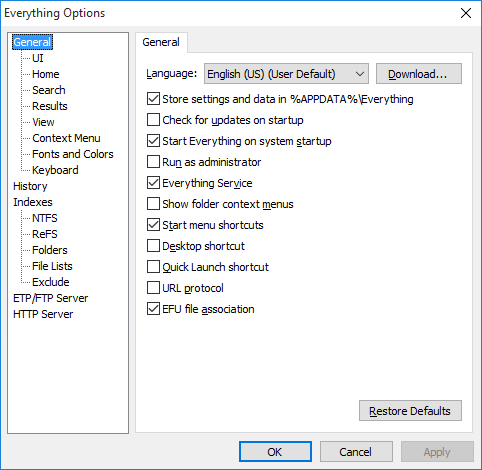 Everything Options
General
UI
Home
Search
Results
View
Context Menu
Fonts and Colors
Keyboard
History
Indexes
NTFS
ReFS
Folders
File Lists
Exclude
ETP/FTP Server
HTTP Server
General
Language: English (US) (User Default) Download...
Store settings and data in %APPDATA%\Everything
Check for updates on startup
Start Everything on system startup
Run as administrator
Everything Service
Show folder context menus
Start menu shortcuts
Desktop shortcut
Quick Launch shortcut
URL protocol
EFU file association
Restore Defaults
OK Cancel Apply